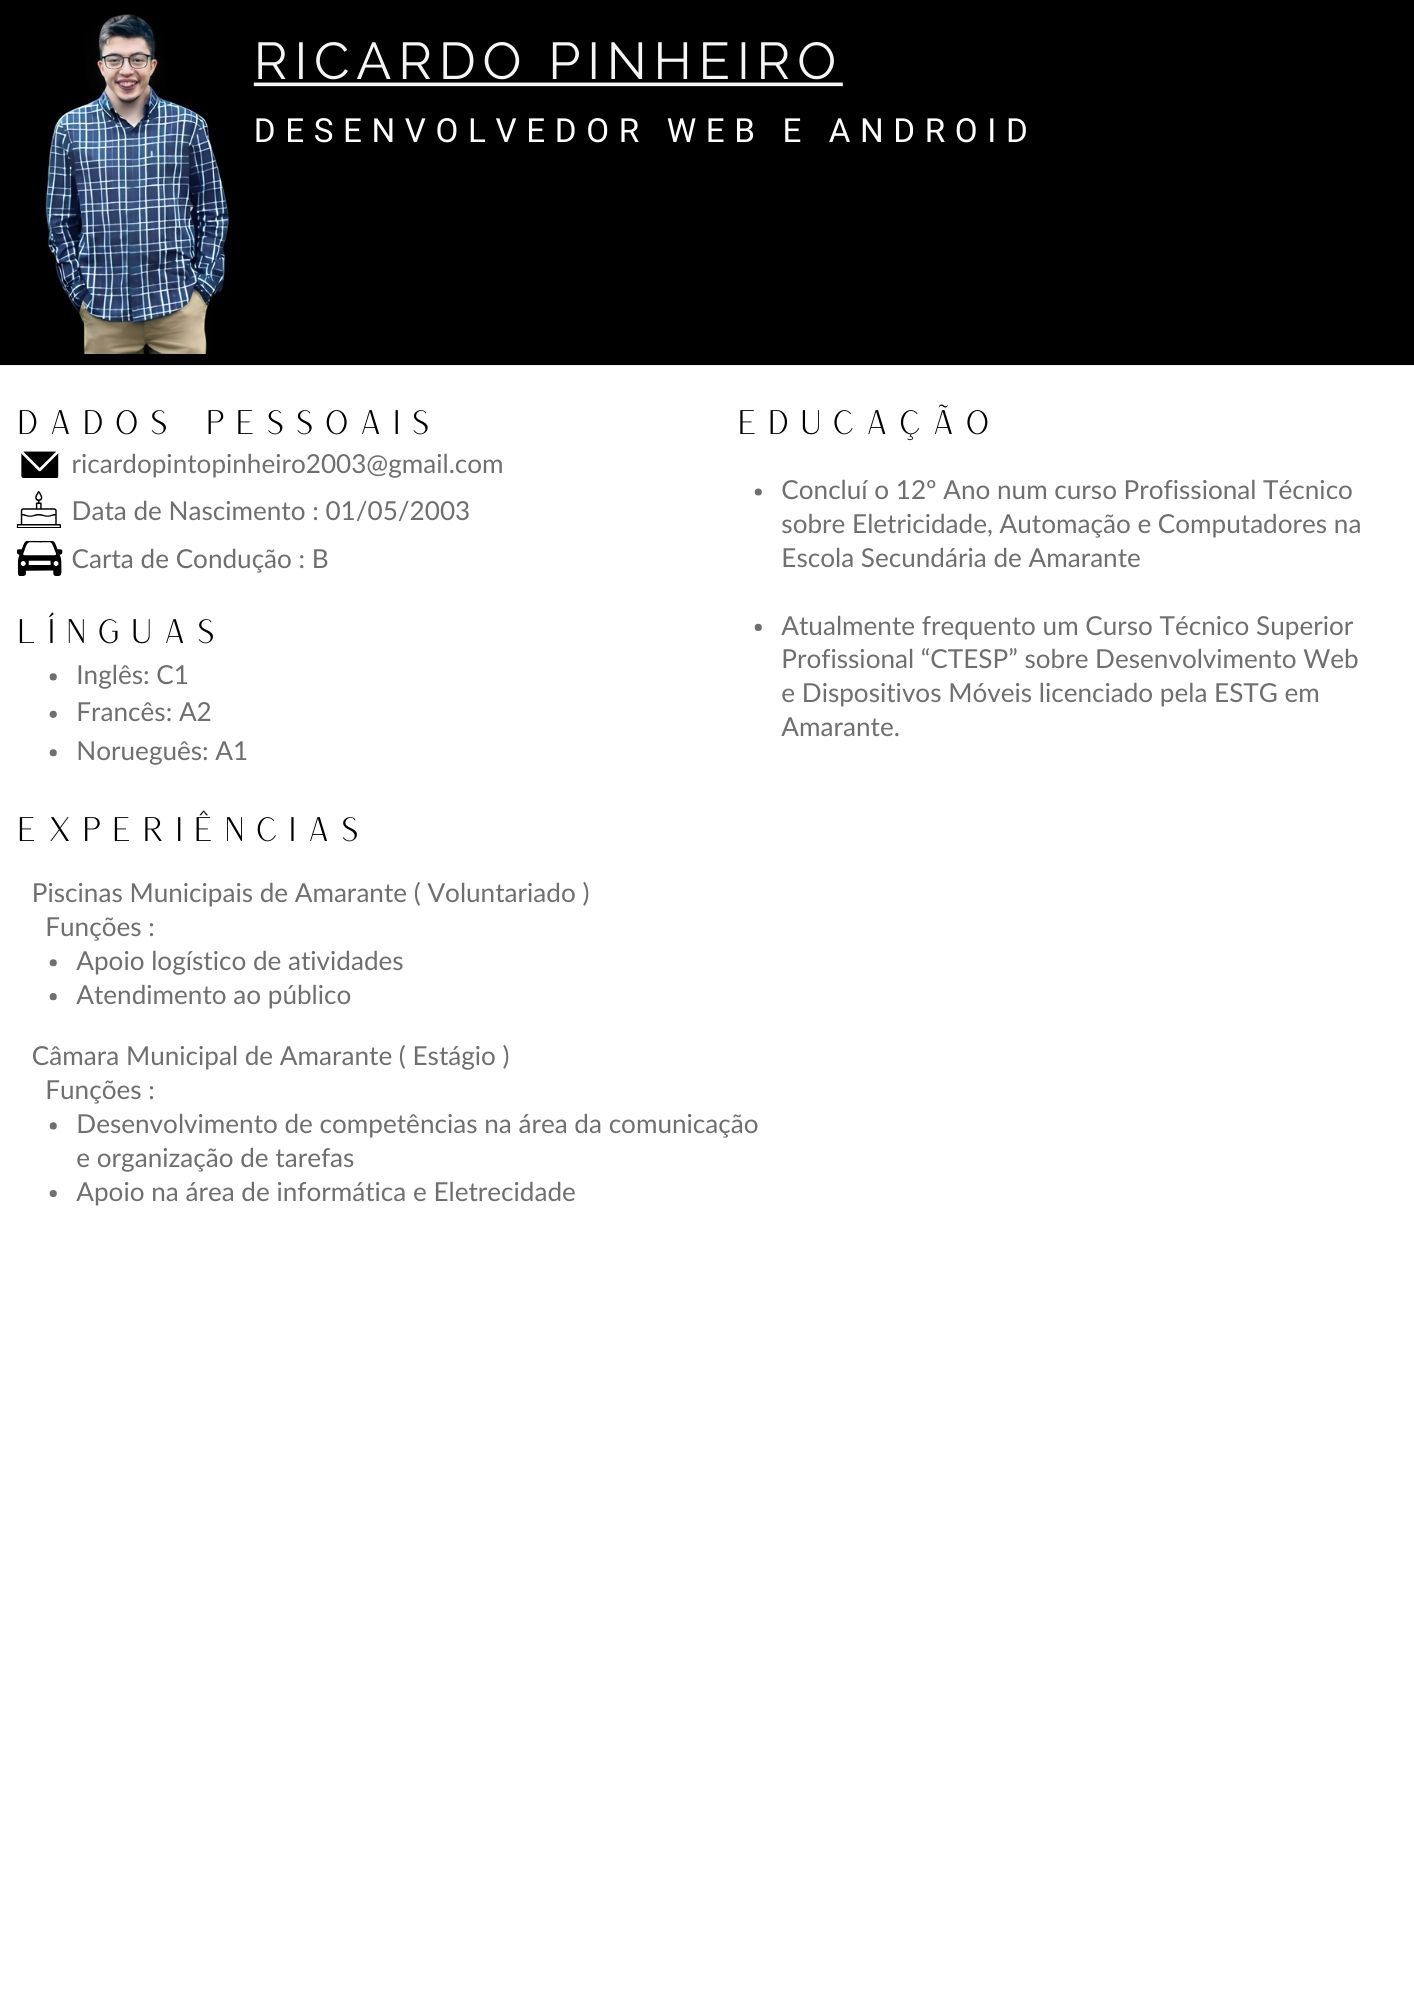 RICARDO PINHEIRO
DESENVOLVEDOR WEB E ANDROID
DADOS PESSOAIS
ricardopintopinheiro2003@gmail.com
Data de Nascimento : 01/05/2003
Carta de Condução : B
LÍNGUAS
Inglês: C1
Francês: A2
Norueguês: A1
EXPERIÊNCIAS
Piscinas Municipais de Amarante ( Voluntariado )
Funções :
Apoio logístico de atividades
Atendimento ao público
Câmara Municipal de Amarante ( Estágio )
Funções :
Desenvolvimento de competências na área da comunicação
e organização de tarefas
Apoio na área de informática e Eletrecidade
EDUCAÇÃO
Concluí o 12º Ano num curso Profissional Técnico
sobre Eletricidade, Automação e Computadores na
Escola Secundária de Amarante
Atualmente frequento um Curso Técnico Superior
Profissional “CTESP” sobre Desenvolvimento Web
e Dispositivos Móveis licenciado pela ESTG em
Amarante.